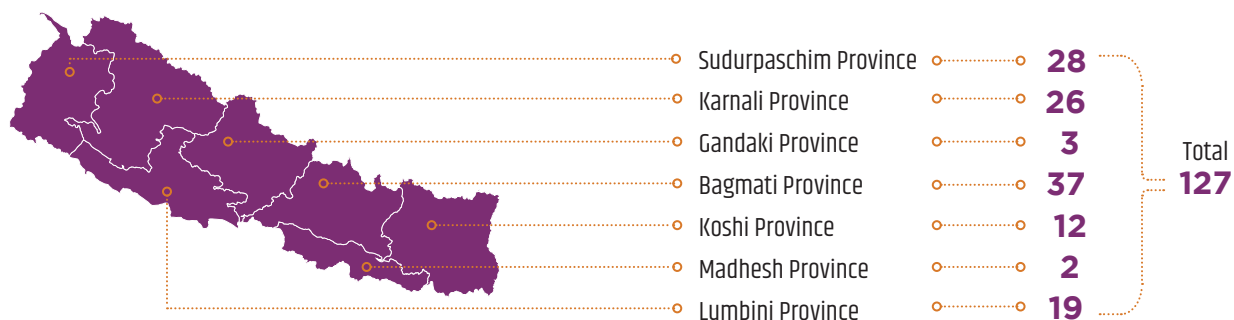 Sudurpaschim Province 28
Karnali Province 26
Gandaki Province 3
Bagmati Province 37
Koshi Province 12
Madhesh Province 2
Lumbini Province 19
Total
127